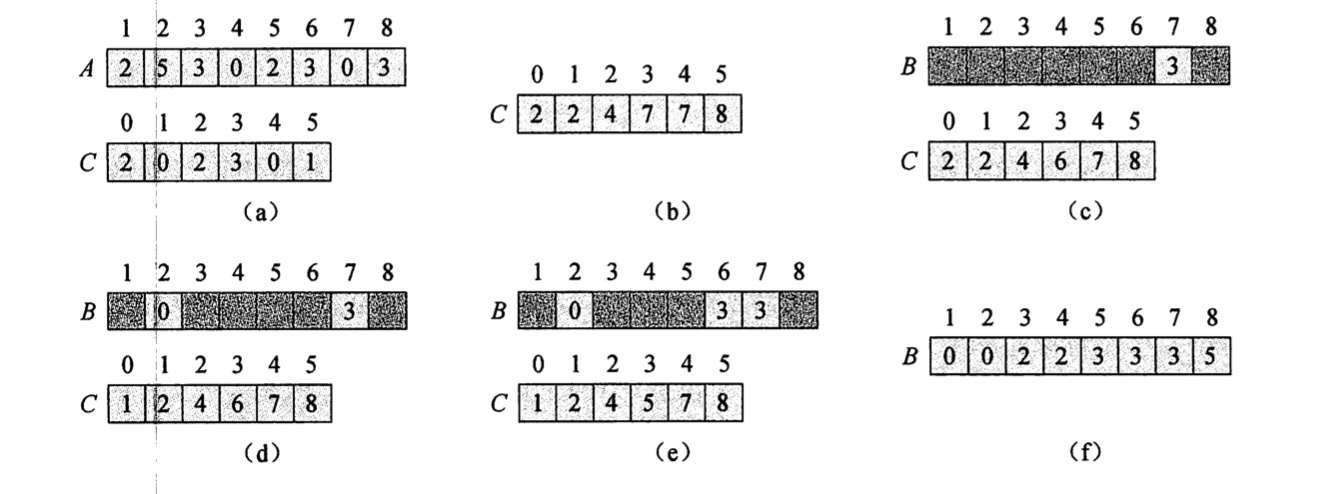 1 2 3 4 5 6 7 8
A 2 5 3 0 2 3 0 3
0 1 2 3 4 5
C 2 0 2 3 0 1
(a)
0 1 2 3 4 5
C 2 2 4 7 7 8
(b)
1 2 3 4 5 6 7 8
B 3
0 1 2 3 4 5
C 2 2 4 6 7 8
(c)
1 2 3 4 5 6 7 8
B 0 3
0 1 2 3 4 5
C 1 2 4 6 7 8
(d)
1 2 3 4 5 6 7 8
B 0 3 3
0 1 2 3 4 5
C 1 2 4 5 7 8
(e)
1 2 3 4 5 6 7 8
B 0 0 2 2 3 3 3 5
(f)